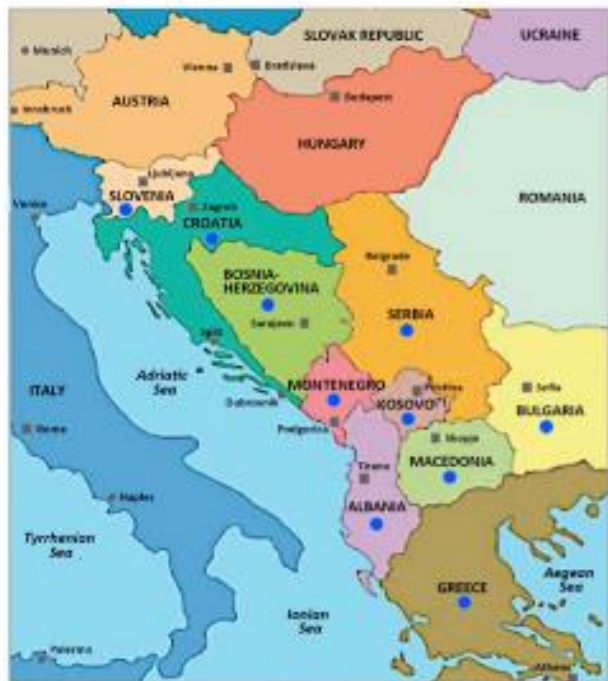 SLOVAK REPUBLIC
UCRAINE
Munich
Vienna
Bratislava
Innsbruck
AUSTRIA
Budapest
HUNGARY
Ljubljana
SLOVENIA
ROMANIA
Venice
Zagreb
CROATIA
Belgrade
BOSNIA-
HERZEGOVINA
Sarajevo
SERBIA
Split
Adriatic
Sea
ITALY
Dubrovnik
MONTENEGRO
Pristina
KOSOVO
Sofia
BULGARIA
Rome
Podgorica
Skopje
MACEDONIA
Tirana
ALBANIA
Naples
Tyrrhenian
Sea
GREECE
Aegean
Sea
Ionian
Sea
Palermo
Athens